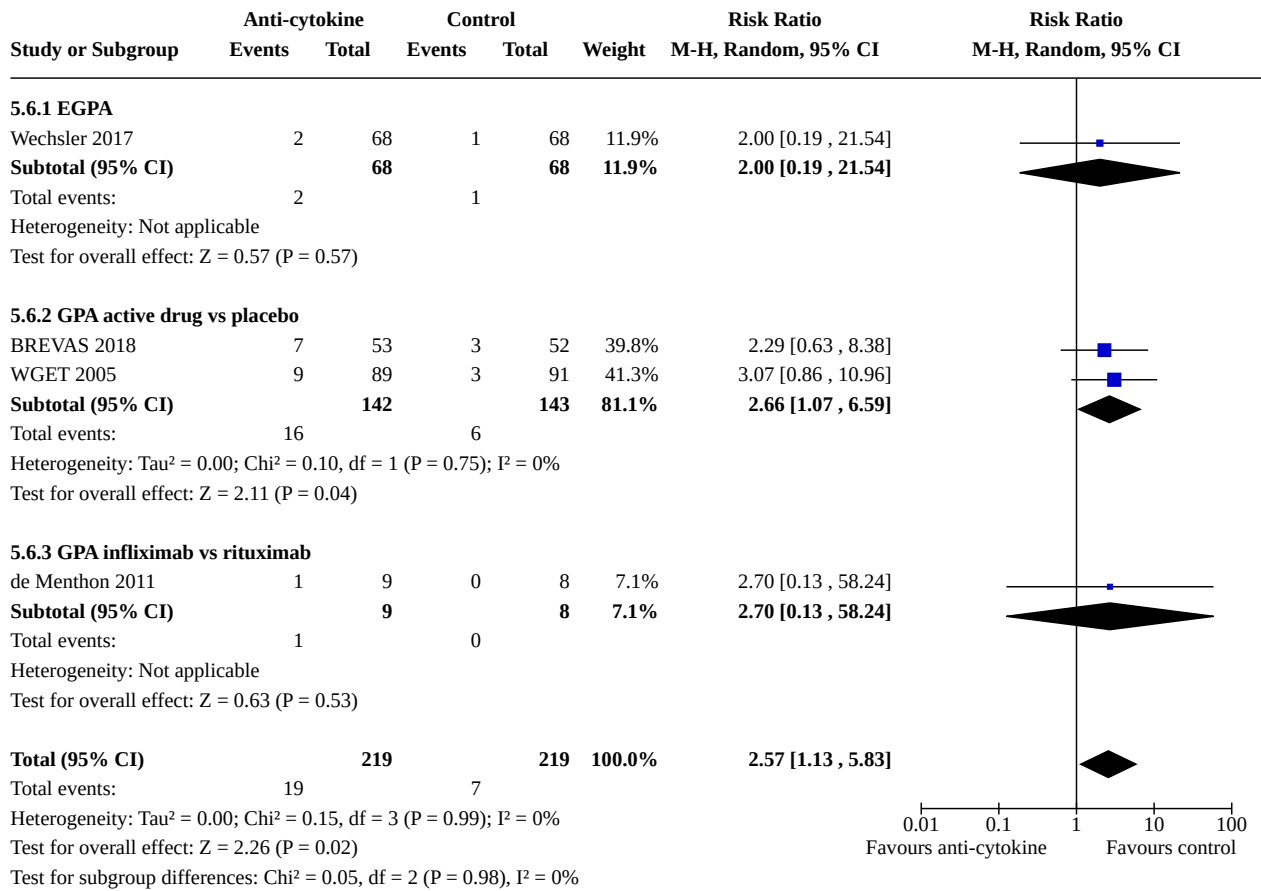 Anti-cytokine Control Risk Ratio Risk Ratio
Study or Subgroup Events Total Events Total Weight M-H, Random, 95% CI M-H, Random, 95% CI
5.6.1 EGPA
Wechsler 2017 2 68 1 68 11.9% 2.00 [0.19 , 21.54]
Subtotal (95% CI) 68 68 11.9% 2.00 [0.19 , 21.54]
Total events: 2 1
Heterogeneity: Not applicable
Test for overall effect: Z = 0.57 (P = 0.57)
5.6.2 GPA active drug vs placebo
BREVAS 2018 7 53 3 52 39.8% 2.29 [0.63 , 8.38]
WGET 2005 9 89 3 91 41.3% 3.07 [0.86 , 10.96]
Subtotal (95% CI) 142 143 81.1% 2.66 [1.07 , 6.59]
Total events: 16 6
Heterogeneity: Tau² = 0.00; Chi² = 0.10, df = 1 (P = 0.75); I² = 0%
Test for overall effect: Z = 2.11 (P = 0.04)
5.6.3 GPA infliximab vs rituximab
de Menthon 2011 1 9 0 8 7.1% 2.70 [0.13 , 58.24]
Subtotal (95% CI) 9 8 7.1% 2.70 [0.13 , 58.24]
Total events: 1 0
Heterogeneity: Not applicable
Test for overall effect: Z = 0.63 (P = 0.53)
Total (95% CI) 219 219 100.0% 2.57 [1.13 , 5.83]
Total events: 19 7
Heterogeneity: Tau² = 0.00; Chi² = 0.15, df = 3 (P = 0.99); I² = 0%
Test for overall effect: Z = 2.26 (P = 0.02)
Test for subgroup differences: Chi² = 0.05, df = 2 (P = 0.98), I² = 0%
0.01 0.1 1 10 100
Favours anti-cytokine Favours control